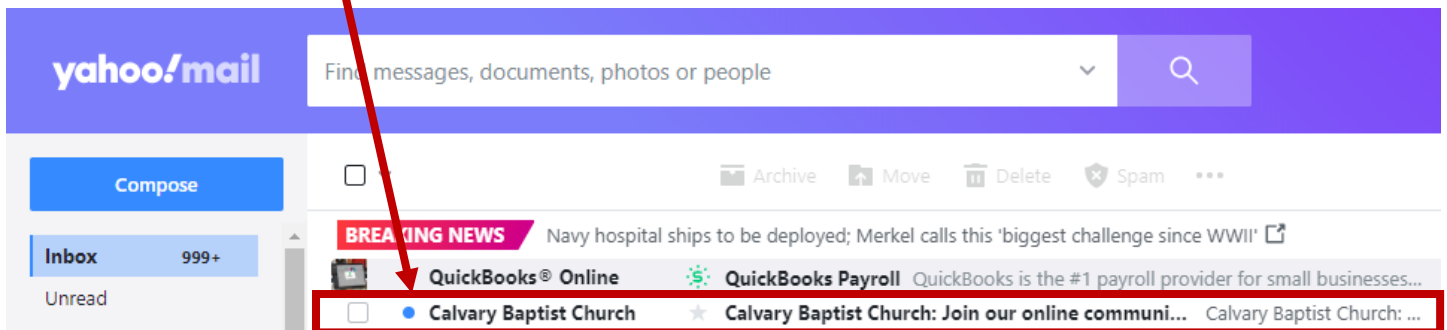 yahoo!mail
Find messages, documents, photos or people
Compose
Archive Move Delete Spam •••
BREAKING NEWS Navy hospital ships to be deployed; Merkel calls this 'biggest challenge since WWII'
Inbox 999+
QuickBooks® Online QuickBooks Payroll QuickBooks is the #1 payroll provider for small businesses...
Unread
Calvary Baptist Church Calvary Baptist Church: Join our online communi... Calvary Baptist Church: ...